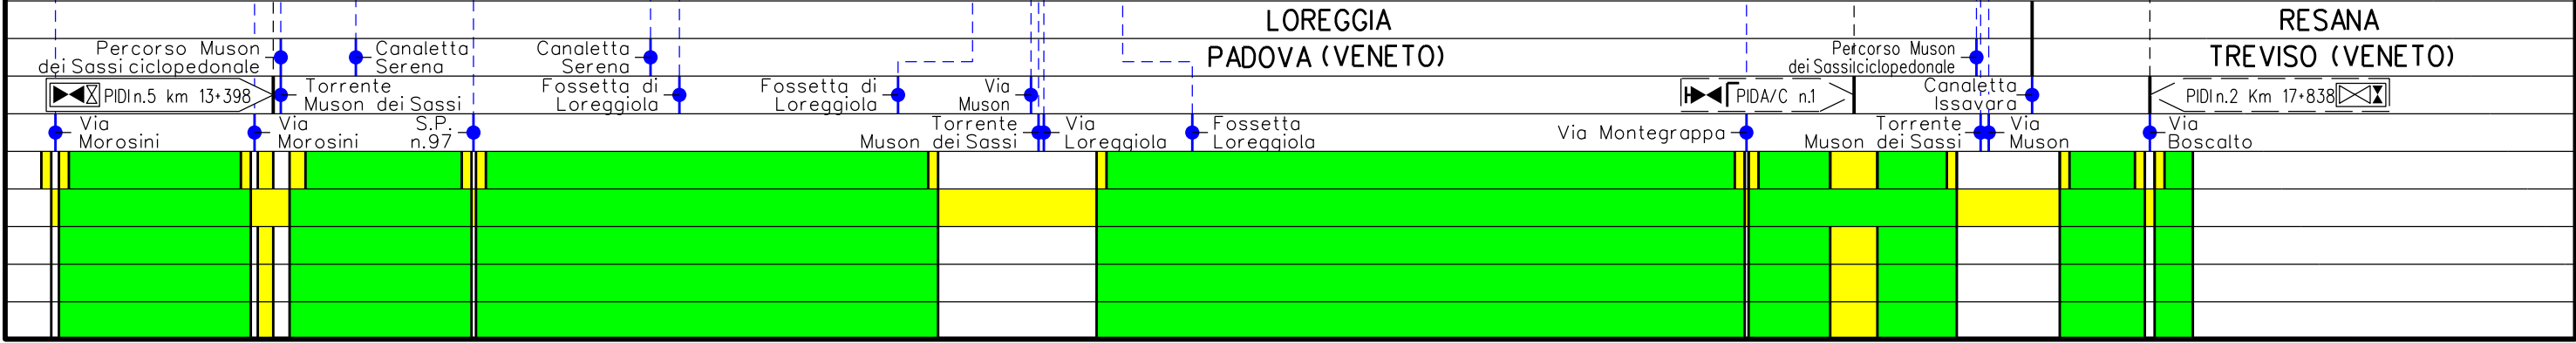 LOREGGIA
RESANA
Percorso Muson
dei Sassi ciclopedonale
Canaletta
Serena
Canaletta
Serena
PADOVA (VENETO)
Percorso Muson
dei Sassi ciclopedonale
TREVISO (VENETO)
PIDI n.5 km 13+398
Torrente
Muson dei Sassi
Fossetta di
Loreggiola
Fossetta di
Loreggiola
Via
Muson
PIDA/C n.1
Canaletta
Issavara
PIDI n.2 Km 17+838
Via
Morosini
Via
Morosini
S.P.
n.97
Torrente
Muson dei Sassi
Via
Loreggiola
Fossetta
Loreggiola
Via Montegrappa
Torrente
Muson dei Sassi
Via
Muson
Via
Boscalto